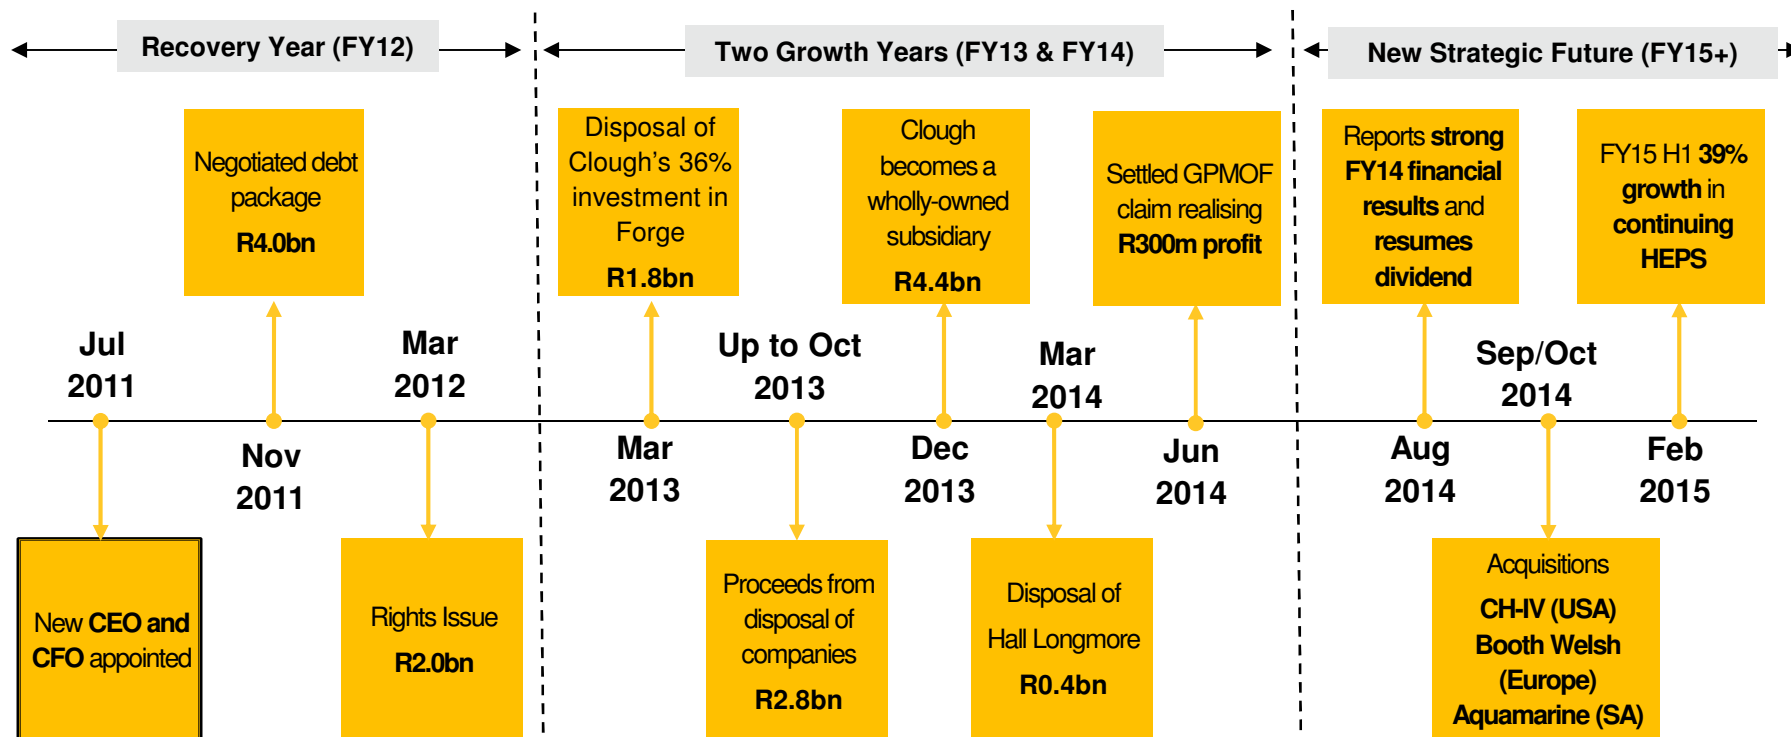 Recovery Year (FY12)
Two Growth Years (FY13 & FY14)
New Strategic Future (FY15+)
Negotiated debt
package
R4.0bn
Disposal of
Clough's 36%
investment in
Forge
R1.8bn
Clough
becomes a
wholly-owned
subsidiary
R4.4bn
Settled GPMOF
claim realising
R300m profit
Reports strong
FY14 financial
results and
resumes
dividend
FY15 H1 39%
growth in
continuing
HEPS
Jul
2011
Mar
2012
Up to Oct
2013
Mar
2014
Sep/Oct
2014
Nov
2011
Mar
2013
Dec
2013
Jun
2014
Aug
2014
Feb
2015
New CEO and
CFO appointed
Rights Issue
R2.0bn
Proceeds from
disposal of
companies
R2.8bn
Disposal of
Hall Longmore
R0.4bn
Acquisitions
CH-IV (USA)
Booth Welsh
(Europe)
Aquamarine (SA)